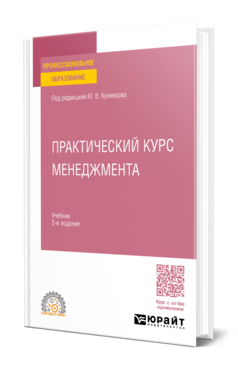 ПРОФЕССИОНАЛЬНОЕ
ОБРАЗОВАНИЕ
Под редакцией Ю. В. Кузнецова
ПРАКТИЧЕСКИЙ КУРС
МЕНЕДЖМЕНТА
Учебник
2-е издание
юрайт